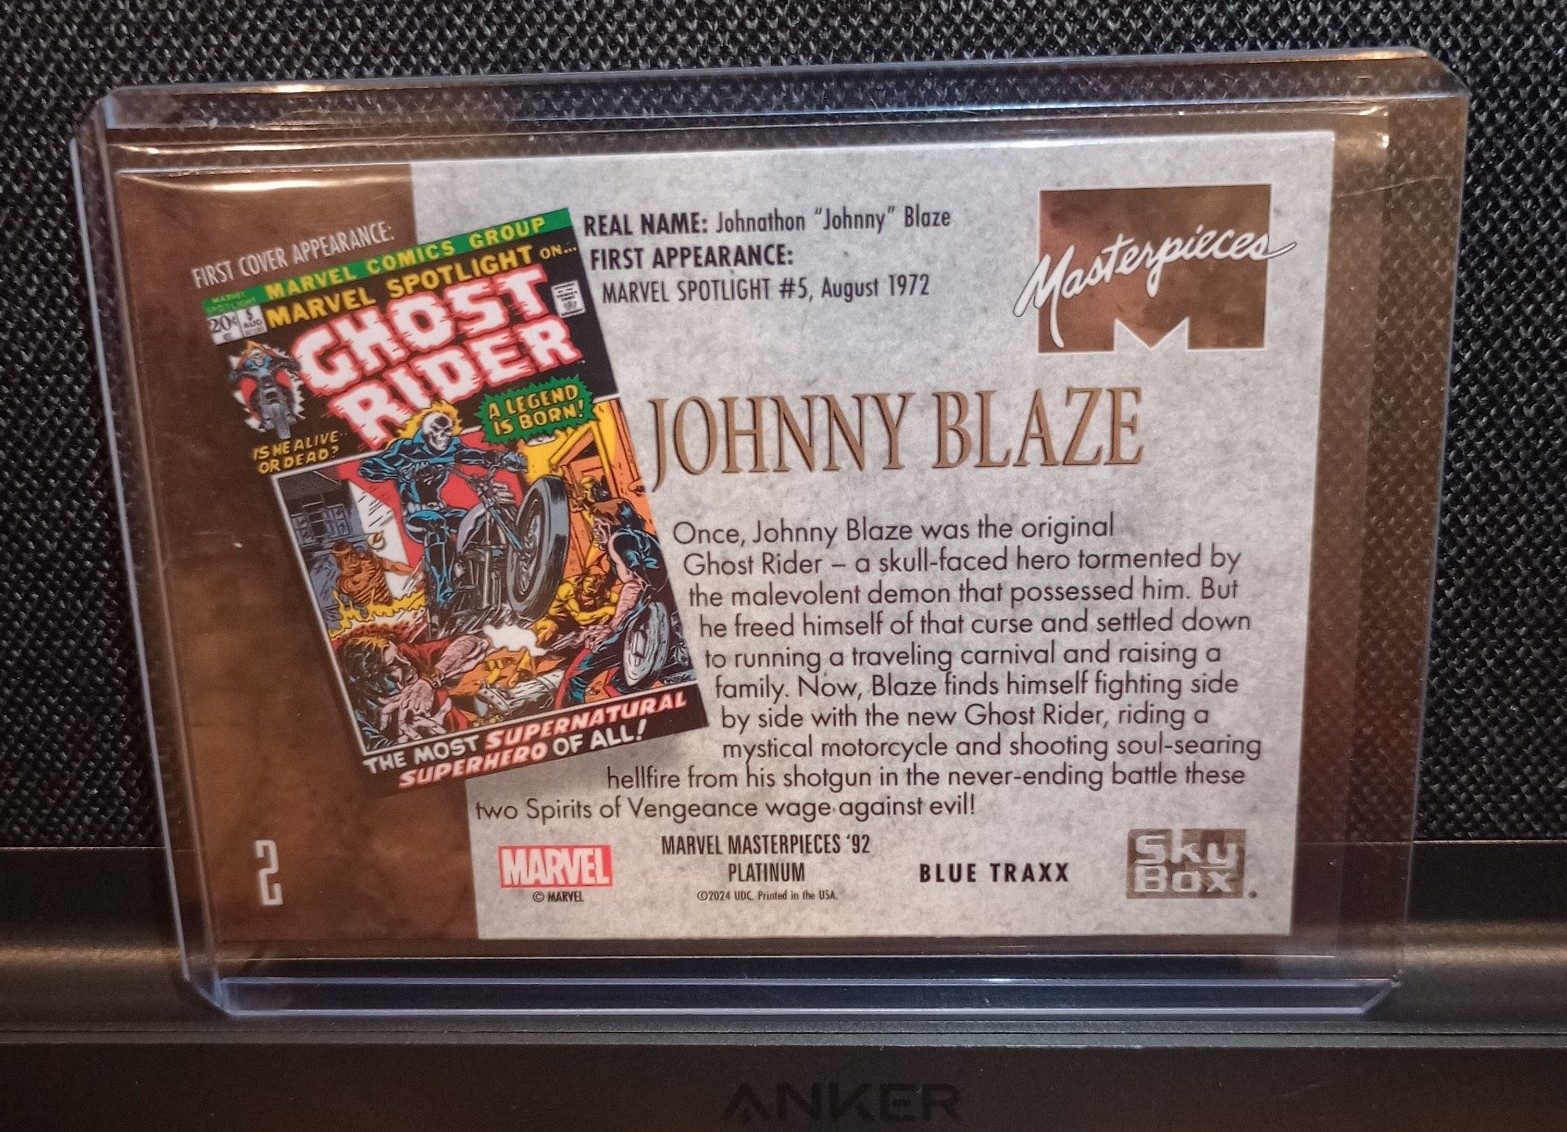 FIRST COVER APPEARANCE:
MARVEL COMICS GROUP
MARVEL SPOTLIGHT ON...
MARVEL SPOTLIGHT
20¢
5
AUG
GHOST
RIDER
A LEGEND
IS BORN!
IS HE ALIVE..
OR DEAD?
THE MOST SUPERNATURAL
SUPERHERO OF ALL!
REAL NAME: Johnathon "Johnny" Blaze
FIRST APPEARANCE:
MARVEL SPOTLIGHT #5, August 1972
Masterpieces
JOHNNY BLAZE
Once, Johnny Blaze was the original
Ghost Rider – a skull-faced hero tormented by
the malevolent demon that possessed him. But
he freed himself of that curse and settled down
to running a traveling carnival and raising a
family. Now, Blaze finds himself fighting side
by side with the new Ghost Rider, riding a
mystical motorcycle and shooting soul-searing
hellfire from his shotgun in the never-ending battle these
two Spirits of Vengeance wage against evil!
2
MARVEL
© MARVEL
MARVEL MASTERPIECES '92
PLATINUM
©2024 UDC. Printed in the USA.
BLUE TRAXX
SkyBox
ANKER